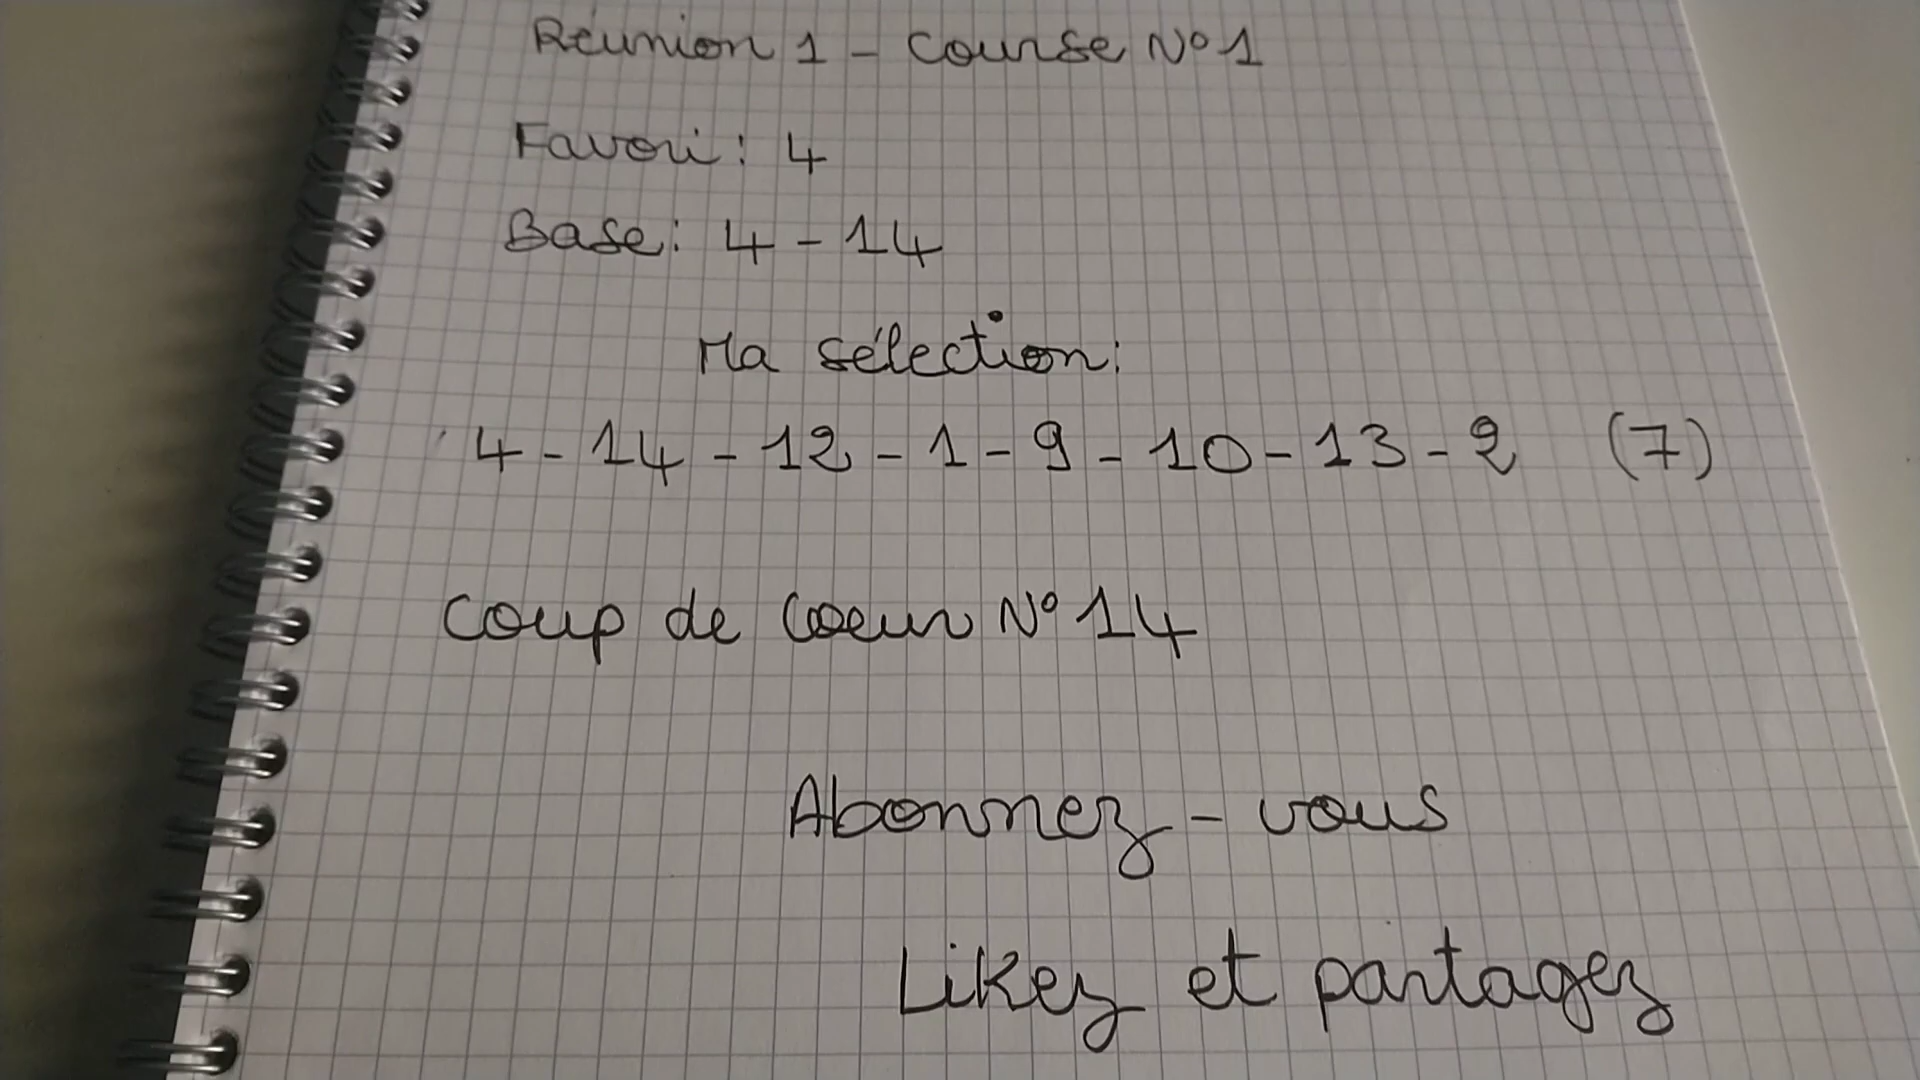 Réunion 1 - Course N° 1
Favori : 4
Base : 4 - 14
Ma sélection :
4 - 14 - 12 - 1 - 9 - 10 - 13 - 2 (7)
Coup de Coeur N° 14
Abonnez - vous
Likez et partagez